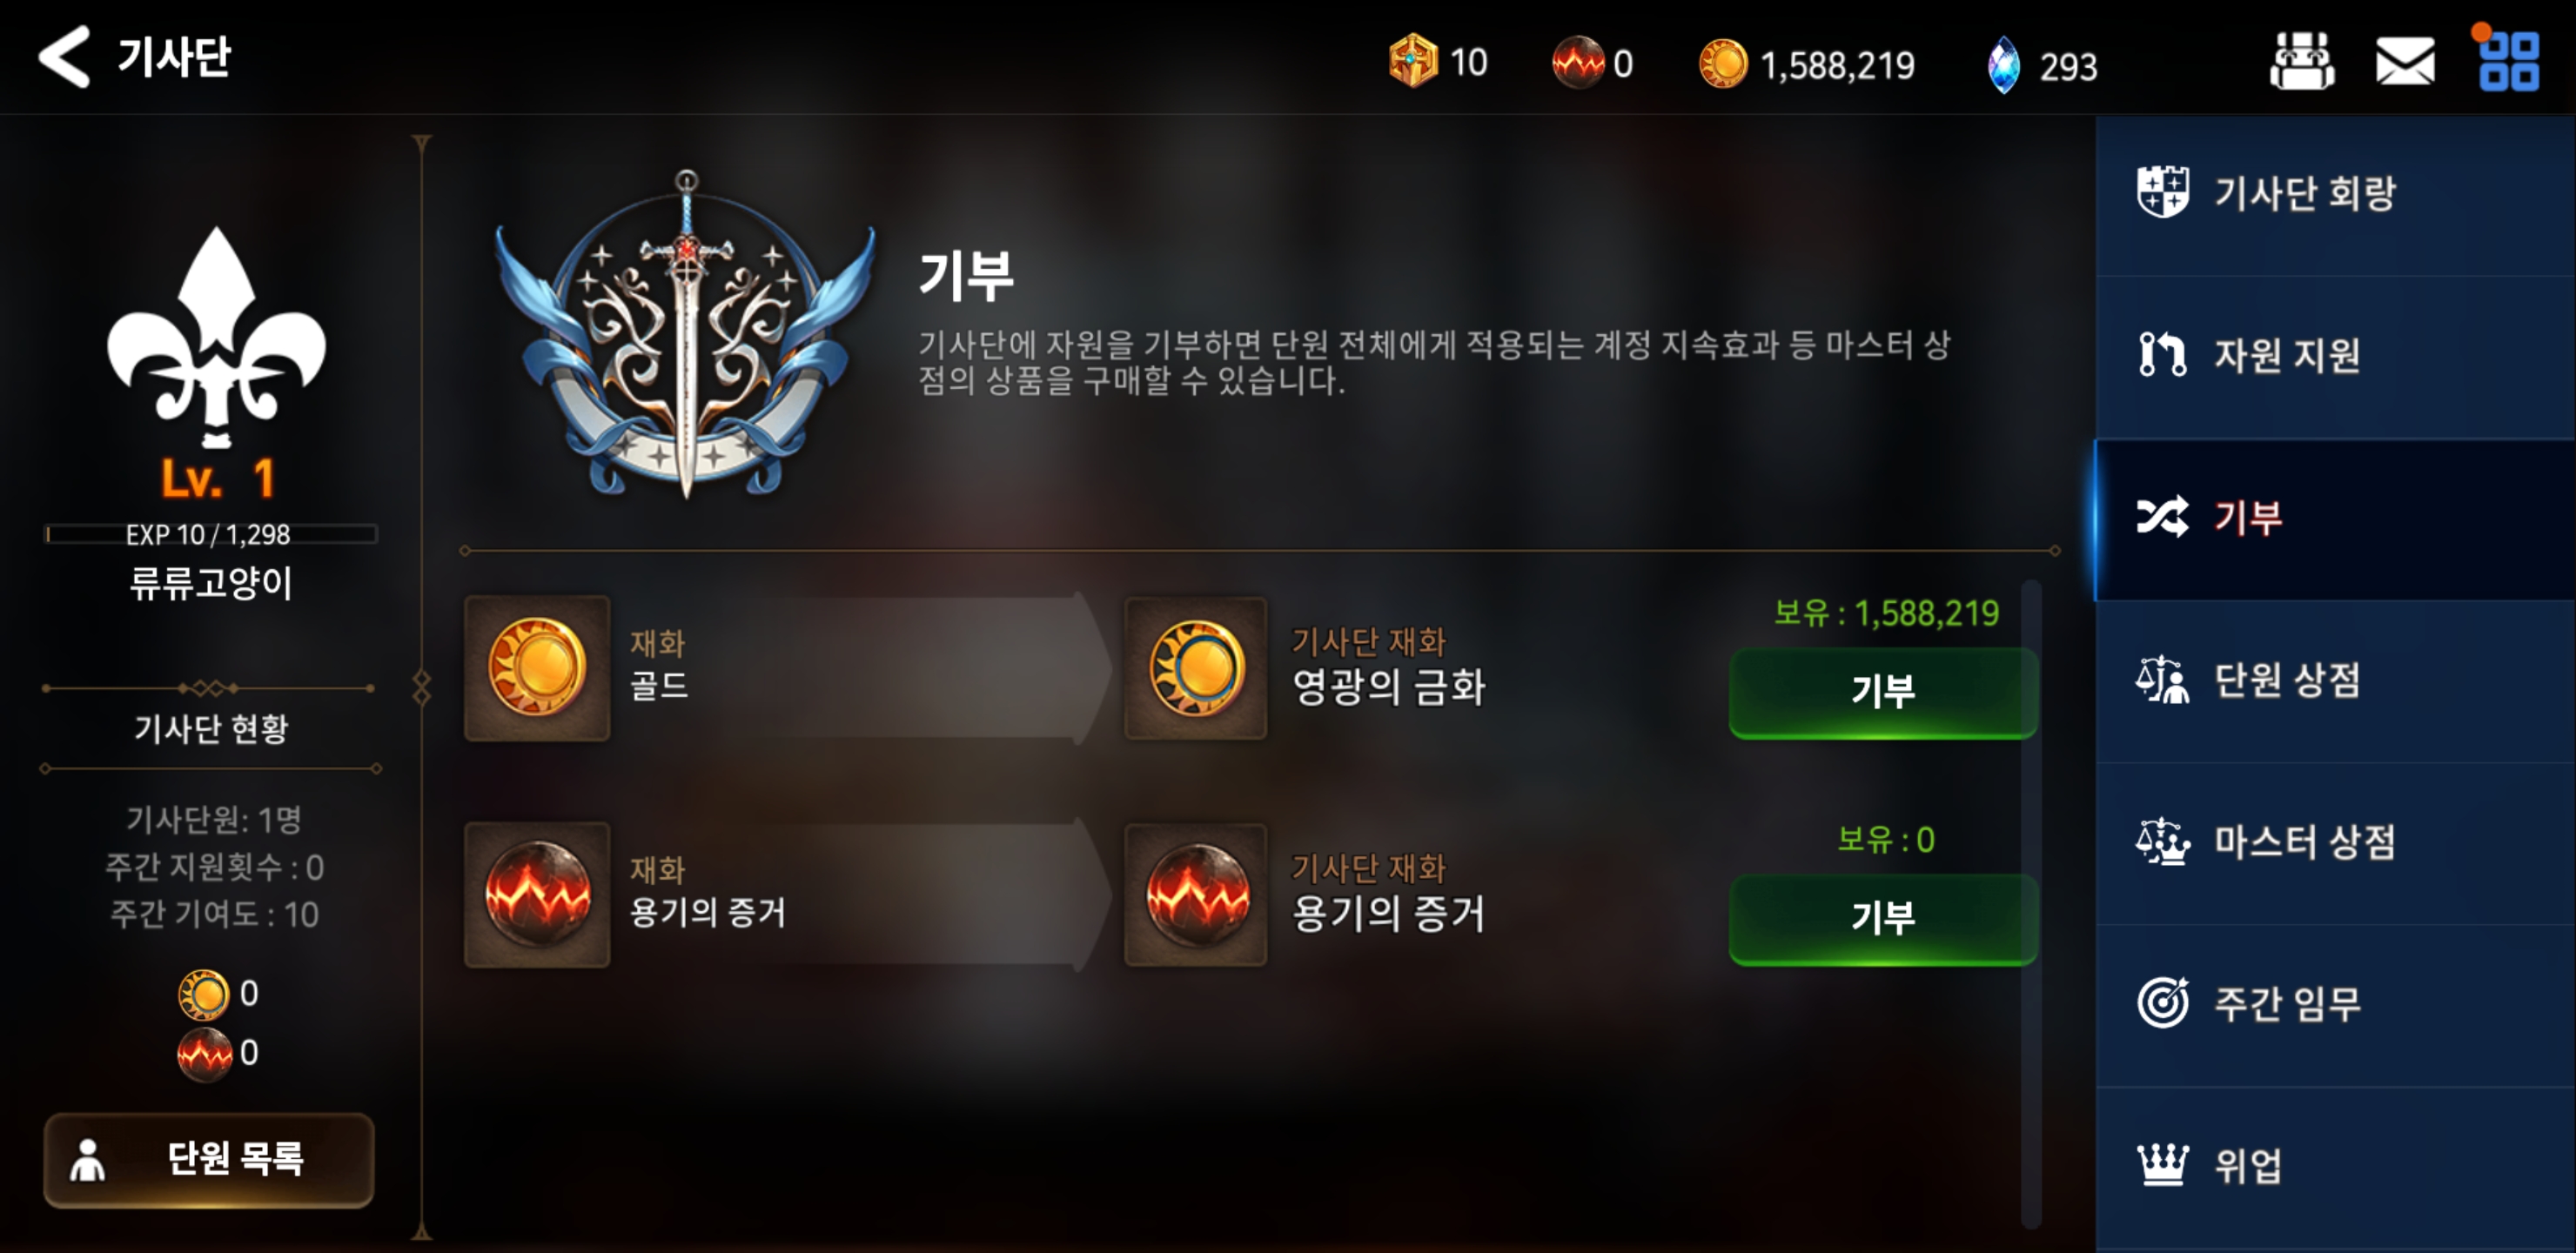 기사단
10
0
1,588,219
293
Lv. 1
EXP 10 / 1,298
류류고양이
기사단 현황
기사단원: 1명
주간 지원횟수 : 0
주간 기여도 : 10
0
0
단원 목록
기부
기사단에 자원을 기부하면 단원 전체에게 적용되는 계정 지속효과 등 마스터 상
점의 상품을 구매할 수 있습니다.
재화
골드
기사단 재화
영광의 금화
보유 : 1,588,219
기부
재화
용기의 증거
기사단 재화
용기의 증거
보유 : 0
기부
기사단 회랑
자원 지원
기부
단원 상점
마스터 상점
주간 임무
위업